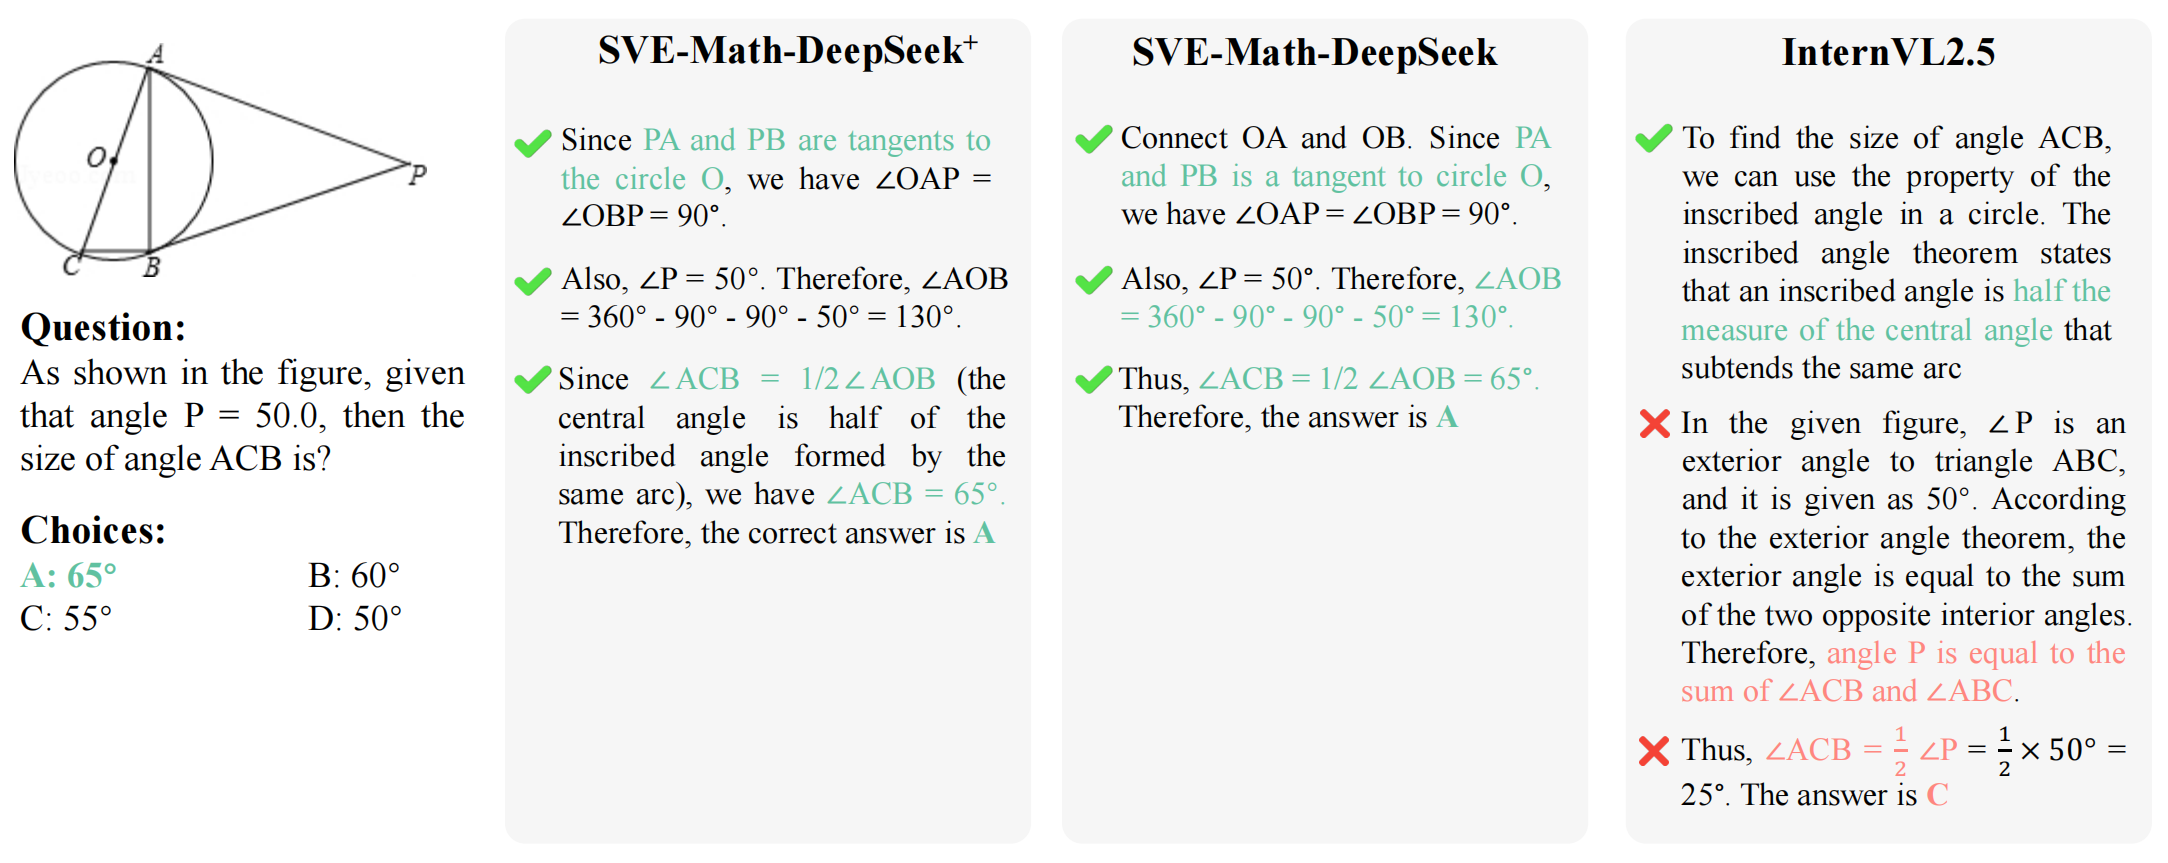 A
O
P
C
B
Question:
As shown in the figure, given
that angle P = 50.0, then the
size of angle ACB is?
Choices:
A: 65° B: 60°
C: 55° D: 50°
SVE-Math-DeepSeek⁺
Since PA and PB are tangents to
the circle O, we have ∠OAP =
∠OBP = 90°.
Also, ∠P = 50°. Therefore, ∠AOB
= 360° - 90° - 90° - 50° = 130°.
Since ∠ACB = 1/2∠AOB (the
central angle is half of the
inscribed angle formed by the
same arc), we have ∠ACB = 65°.
Therefore, the correct answer is A
SVE-Math-DeepSeek
Connect OA and OB. Since PA
and PB is a tangent to circle O,
we have ∠OAP = ∠OBP = 90°.
Also, ∠P = 50°. Therefore, ∠AOB
= 360° - 90° - 90° - 50° = 130°.
Thus, ∠ACB = 1/2 ∠AOB = 65°.
Therefore, the answer is A
InternVL2.5
To find the size of angle ACB,
we can use the property of the
inscribed angle in a circle. The
inscribed angle theorem states
that an inscribed angle is half the
measure of the central angle that
subtends the same arc
In the given figure, ∠P is an
exterior angle to triangle ABC,
and it is given as 50°. According
to the exterior angle theorem, the
exterior angle is equal to the sum
of the two opposite interior angles.
Therefore, angle P is equal to the
sum of ∠ACB and ∠ABC.
Thus, ∠ACB = 1/2 ∠P = 1/2 × 50° =
25°. The answer is C